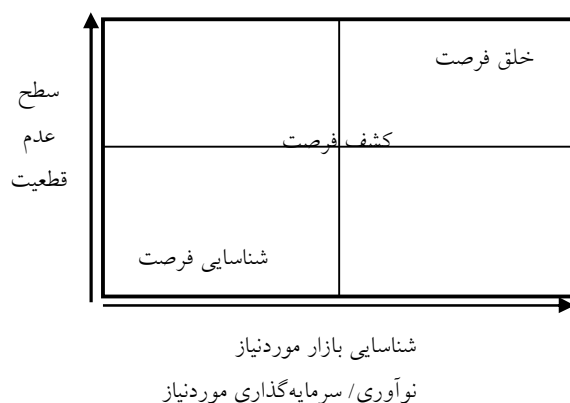 خلق فرصت
سطح
عدم
قطعیت
کشف فرصت
شناسایی فرصت
شناسایی بازار موردنیاز
نوآوری/ سرمایه‌گذاری موردنیاز